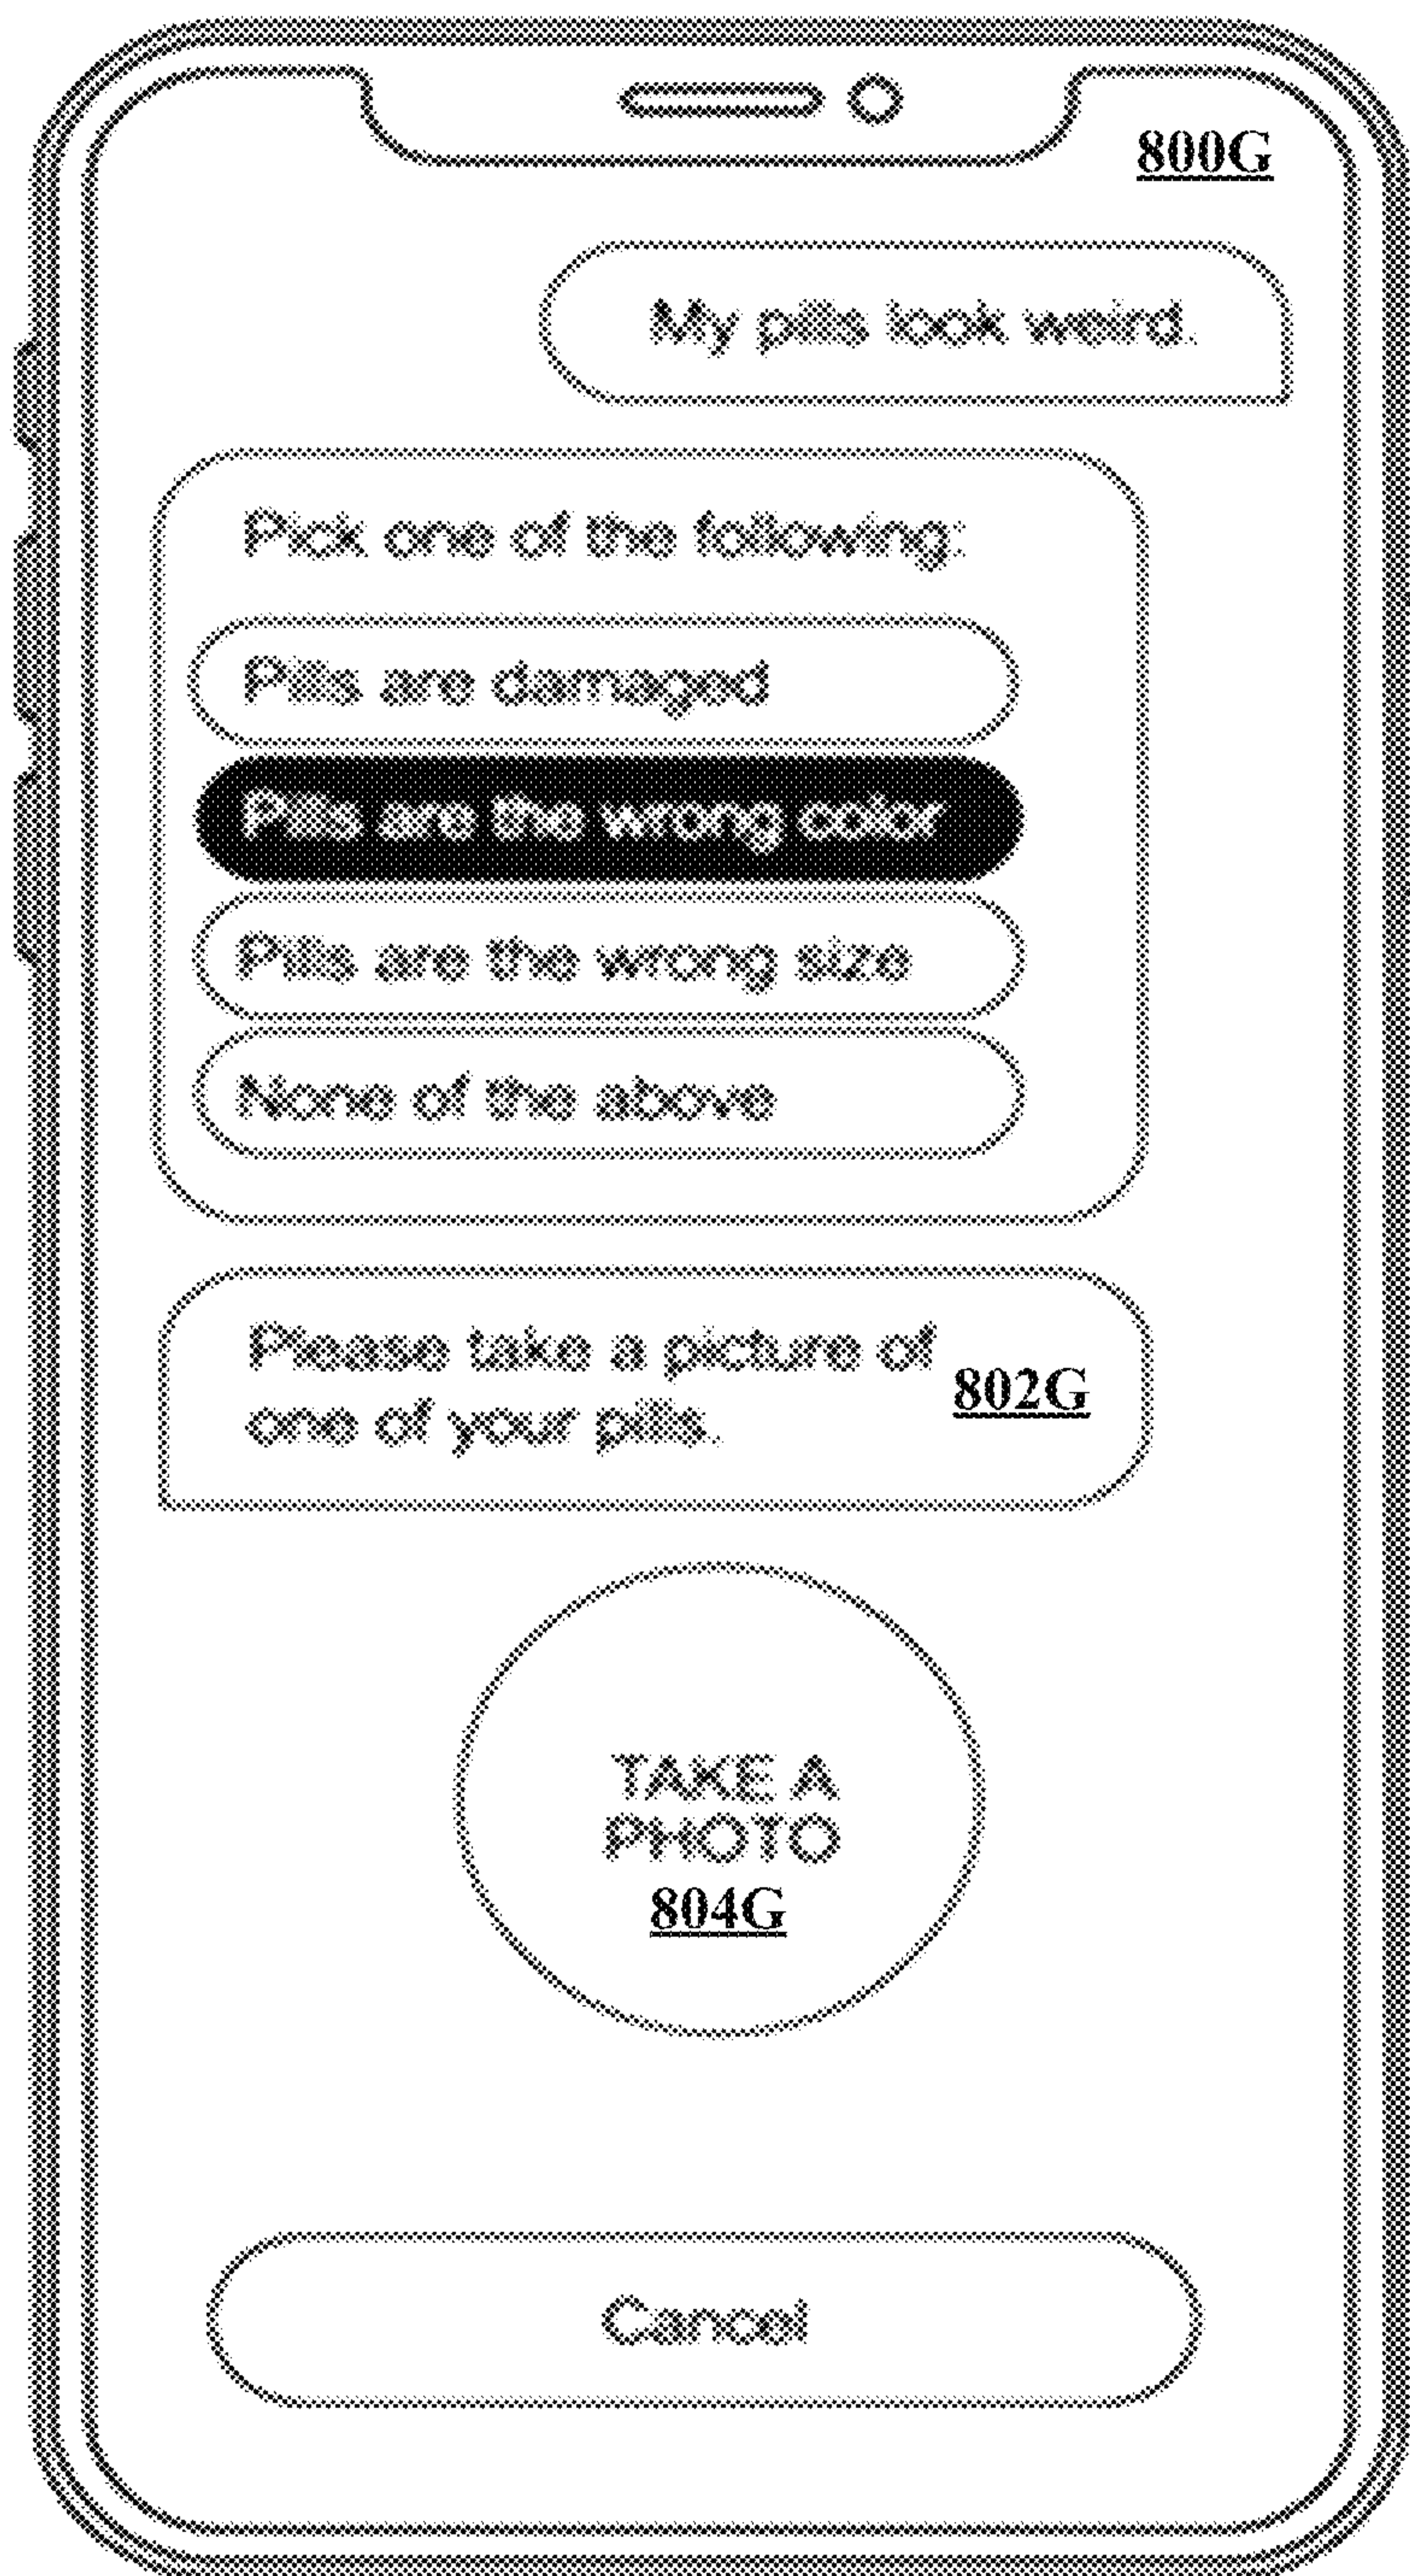 800G
My pills look weird.
Pick one of the following:
Pills are damaged
Pills are the wrong color
Pills are the wrong size
None of the above
Please take a picture of
one of your pills.
802G
TAKE A
PHOTO
804G
Cancel